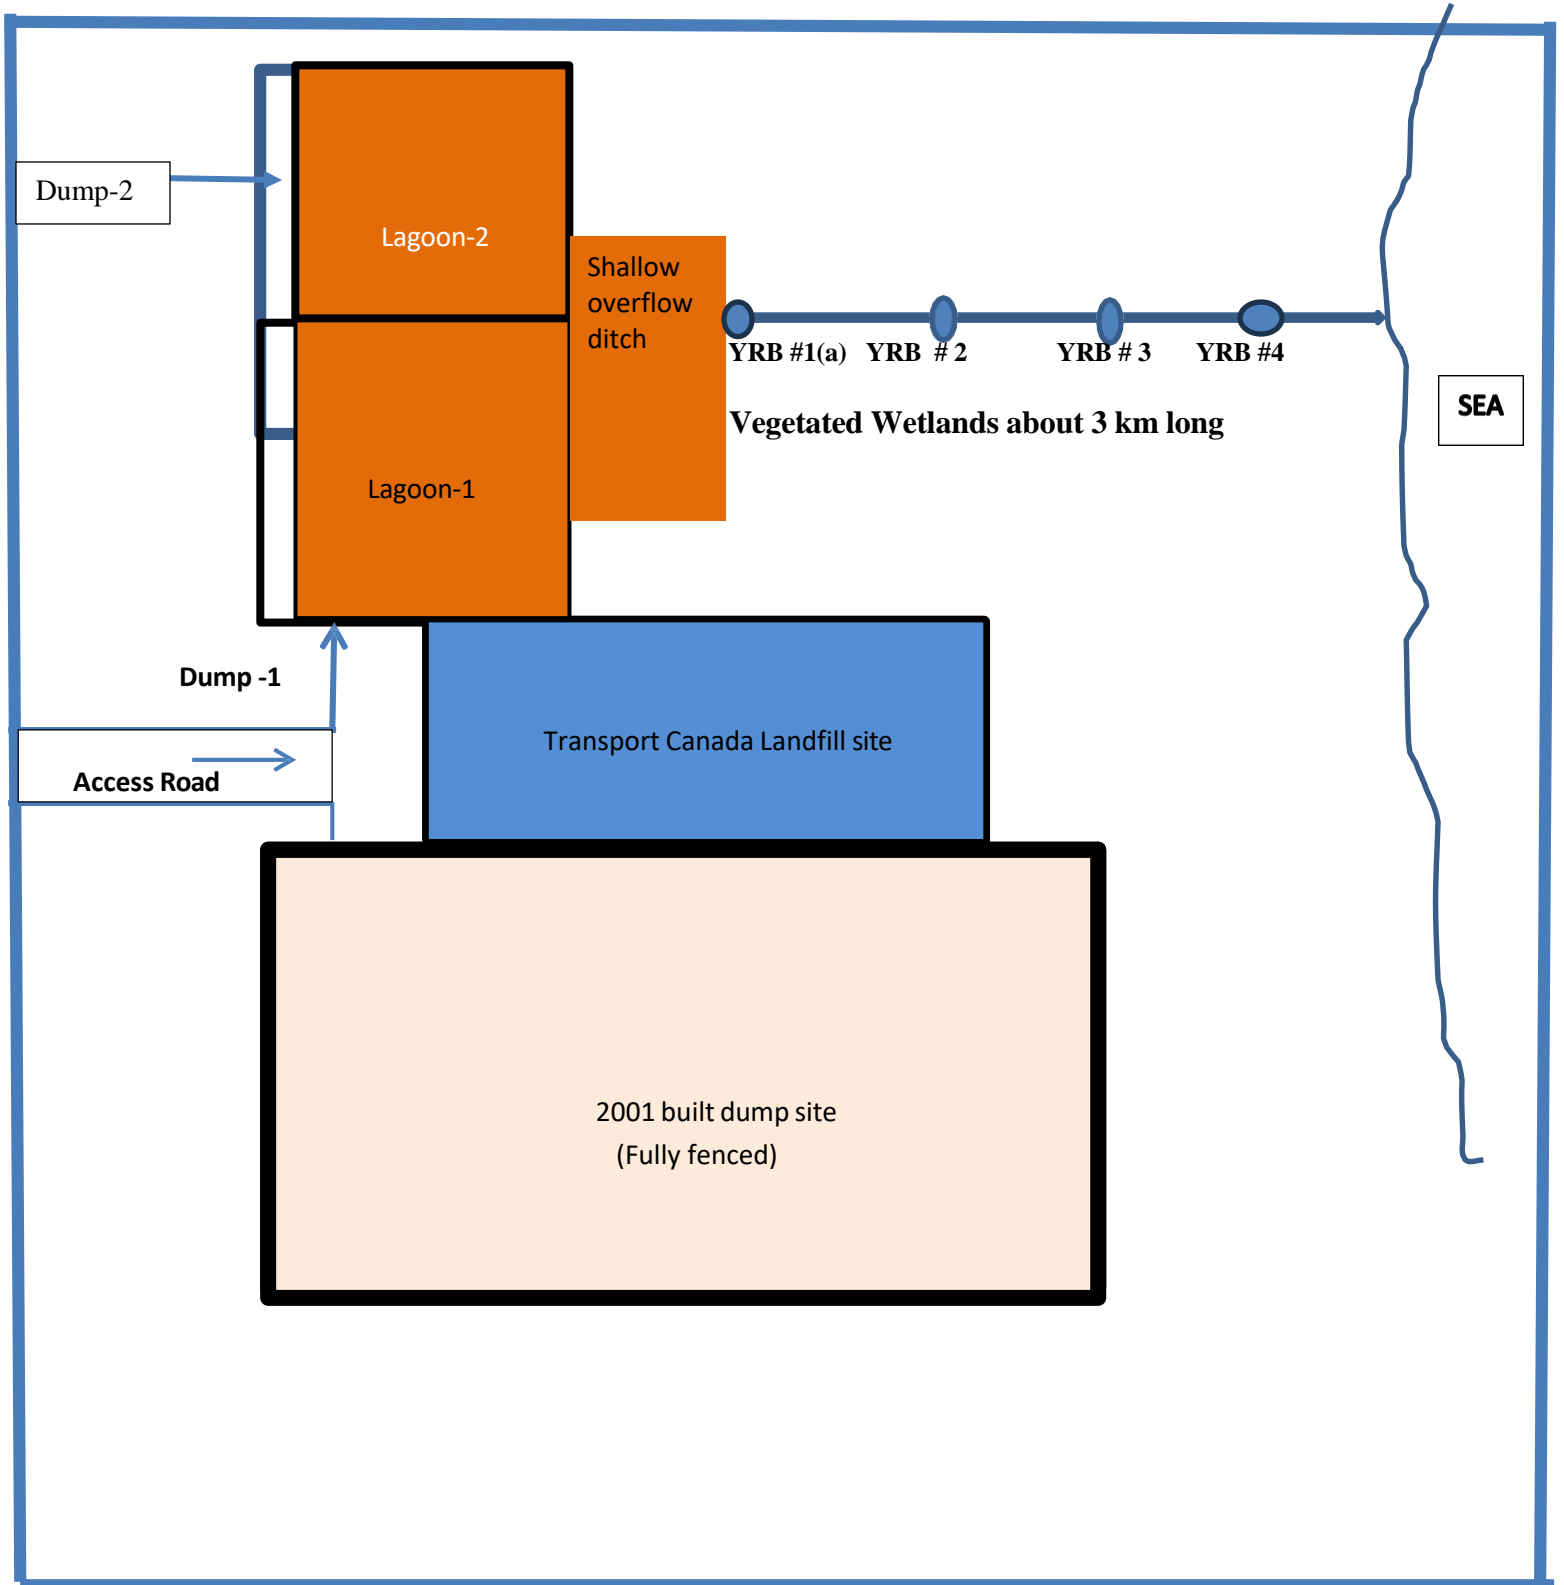 Dump-2
Lagoon-2
Shallow
overflow
ditch
YRB #1(a) YRB # 2 YRB # 3 YRB #4
SEA
Vegetated Wetlands about 3 km long
Lagoon-1
Dump -1
Transport Canada Landfill site
Access Road
2001 built dump site
(Fully fenced)